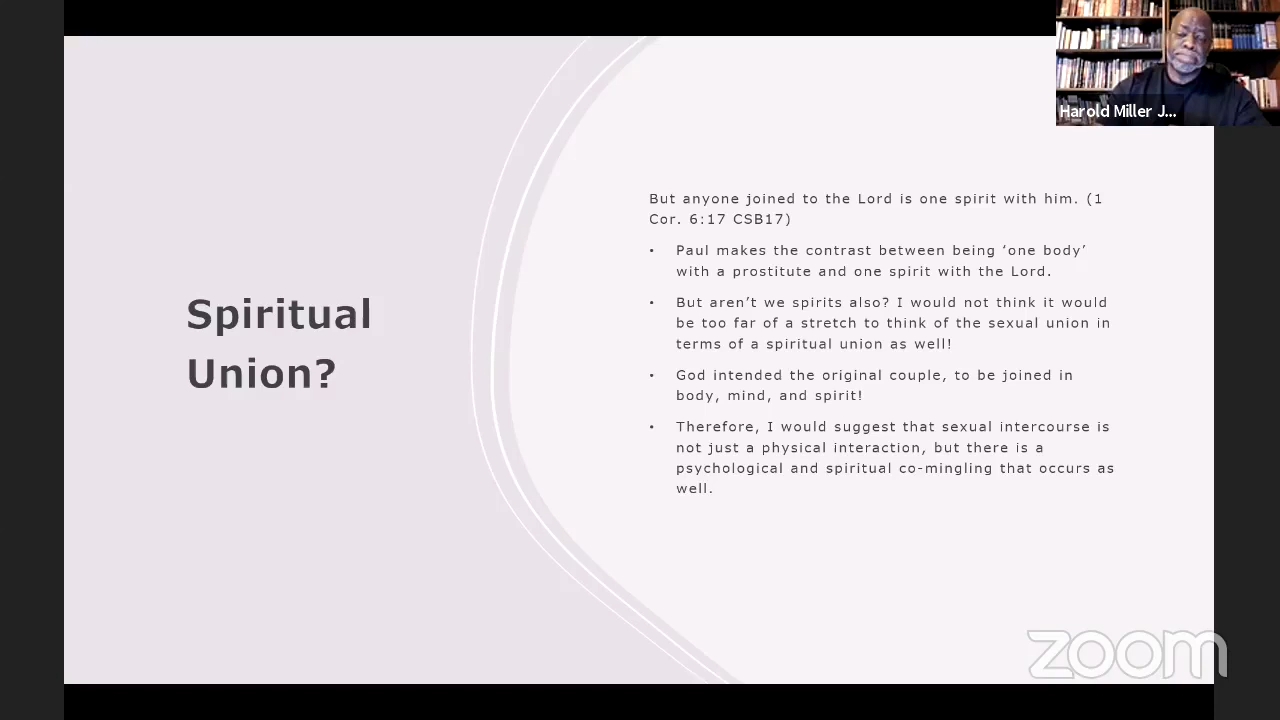 Harold Miller J...
Spiritual
Union?
But anyone joined to the Lord is one spirit with him. (1
Cor. 6:17 CSB17)
• Paul makes the contrast between being ‘one body’
with a prostitute and one spirit with the Lord.
• But aren’t we spirits also? I would not think it would
be too far of a stretch to think of the sexual union in
terms of a spiritual union as well!
• God intended the original couple, to be joined in
body, mind, and spirit!
• Therefore, I would suggest that sexual intercourse is
not just a physical interaction, but there is a
psychological and spiritual co-mingling that occurs as
well.
zoom